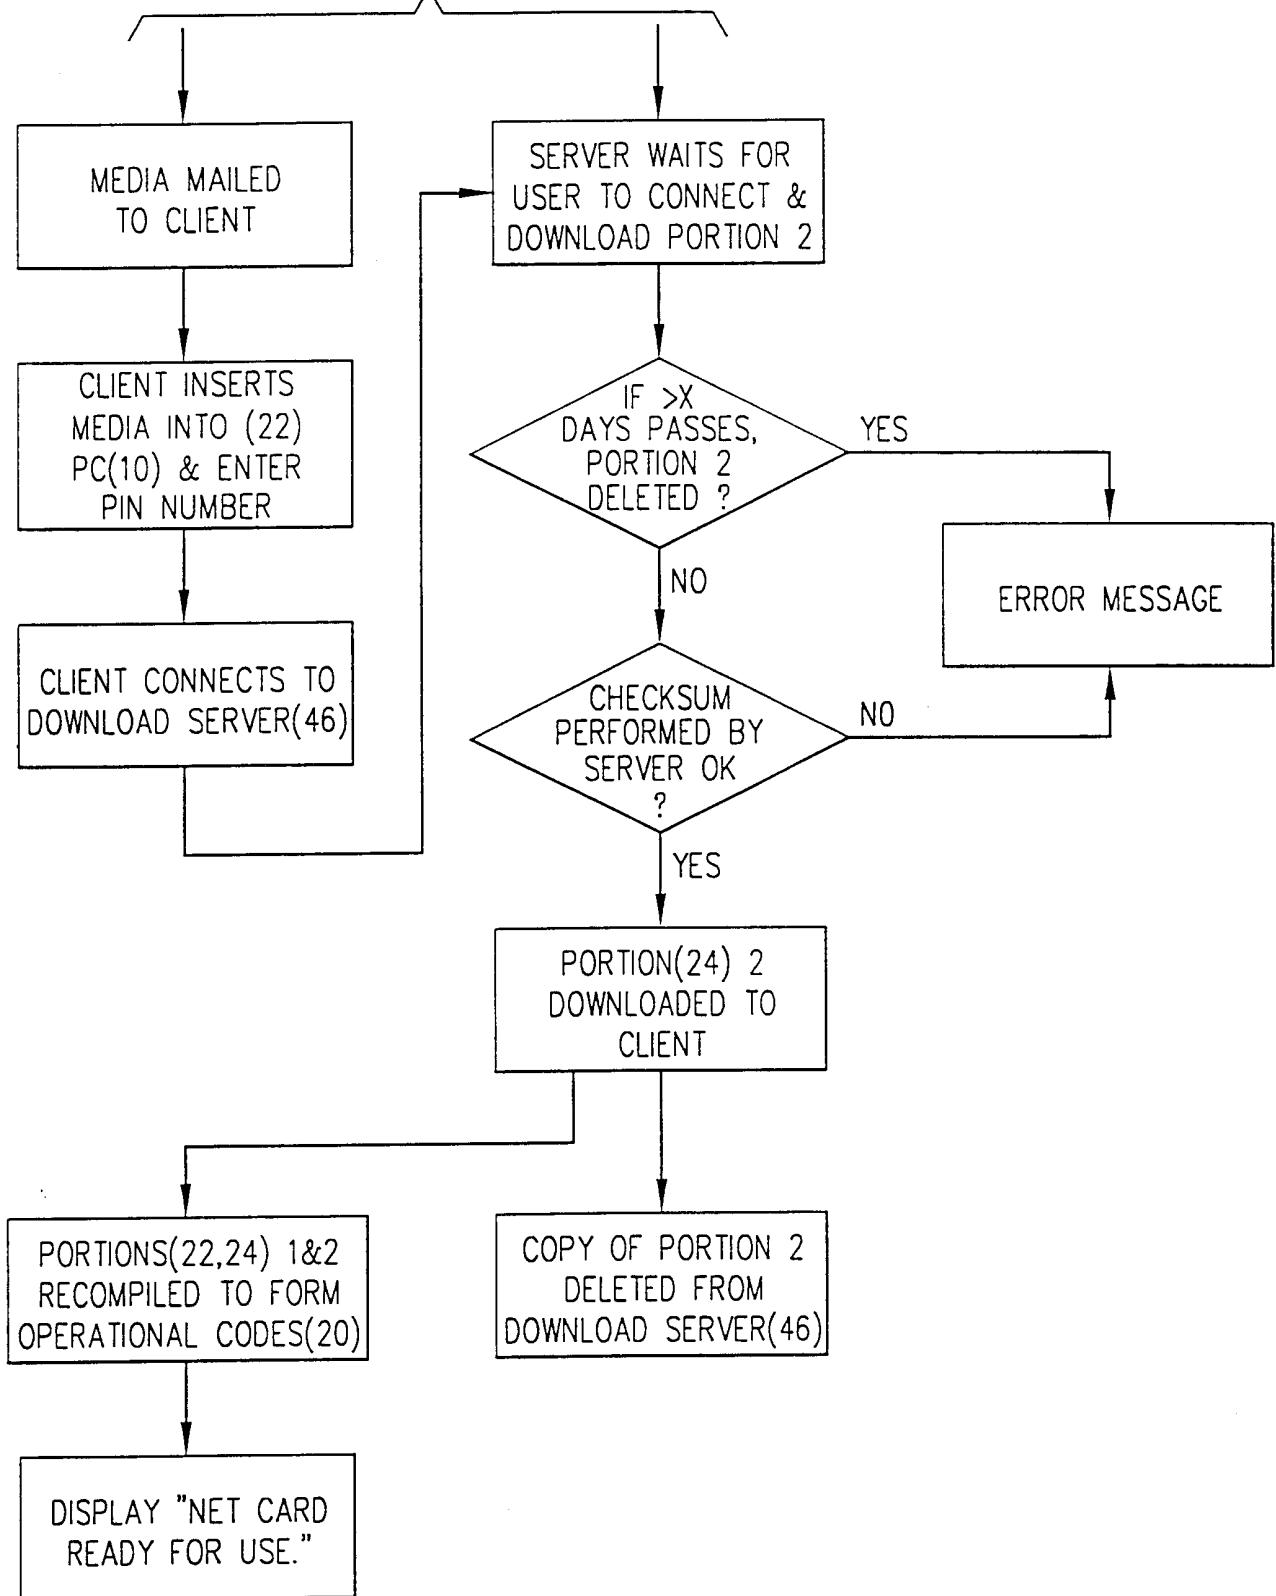 MEDIA MAILED
TO CLIENT
SERVER WAITS FOR
USER TO CONNECT &
DOWNLOAD PORTION 2
CLIENT INSERTS
MEDIA INTO (22)
PC(10) & ENTER
PIN NUMBER
IF >X
DAYS PASSES,
PORTION 2
DELETED ?
YES
NO
ERROR MESSAGE
CLIENT CONNECTS TO
DOWNLOAD SERVER(46)
CHECKSUM
PERFORMED BY
SERVER OK
?
NO
YES
PORTION(24) 2
DOWNLOADED TO
CLIENT
PORTIONS(22,24) 1&2
RECOMPILED TO FORM
OPERATIONAL CODES(20)
COPY OF PORTION 2
DELETED FROM
DOWNLOAD SERVER(46)
DISPLAY "NET CARD
READY FOR USE."